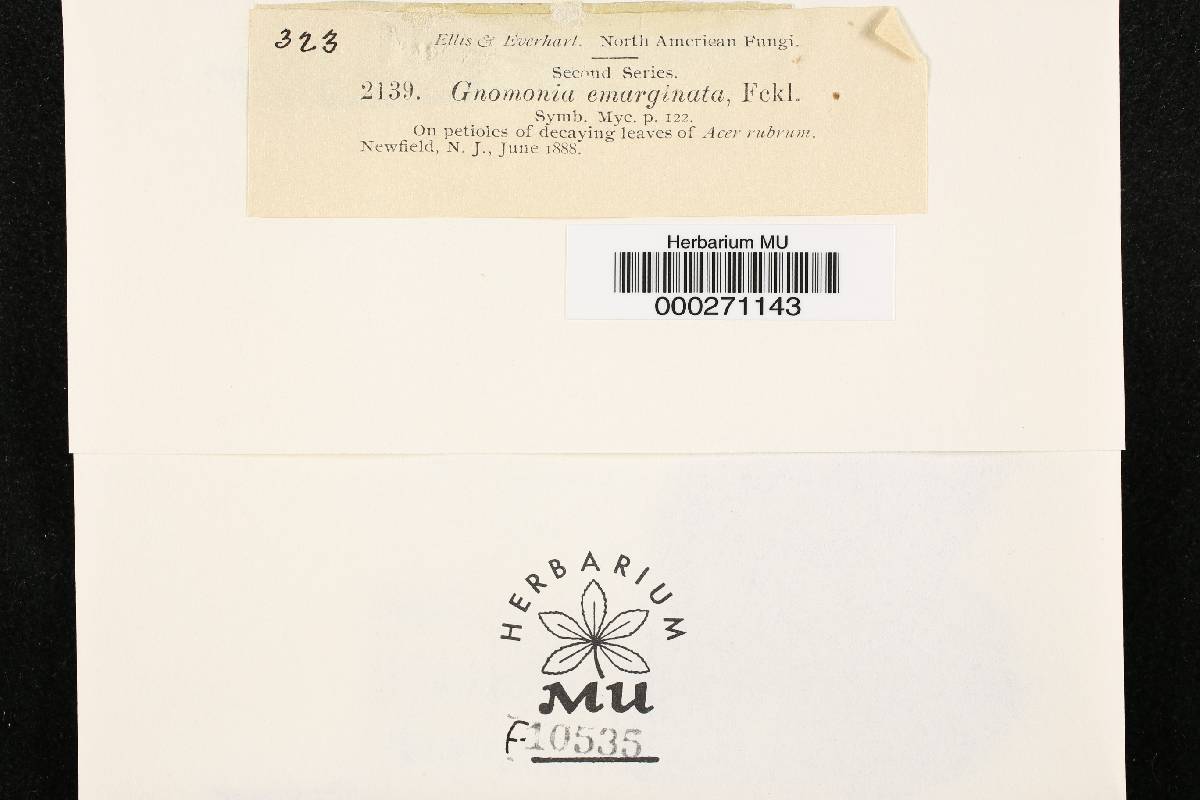 323
Ellis & Everhart. North American Fungi.
Second Series.
2139. Gnomonia emarginata, Fckl.
Symb. Myc. p. 122.
On petioles of decaying leaves of Acer rubrum.
Newfield, N. J., June 1888.
Herbarium MU
000271143
HERBARIUM
MU
F-10535